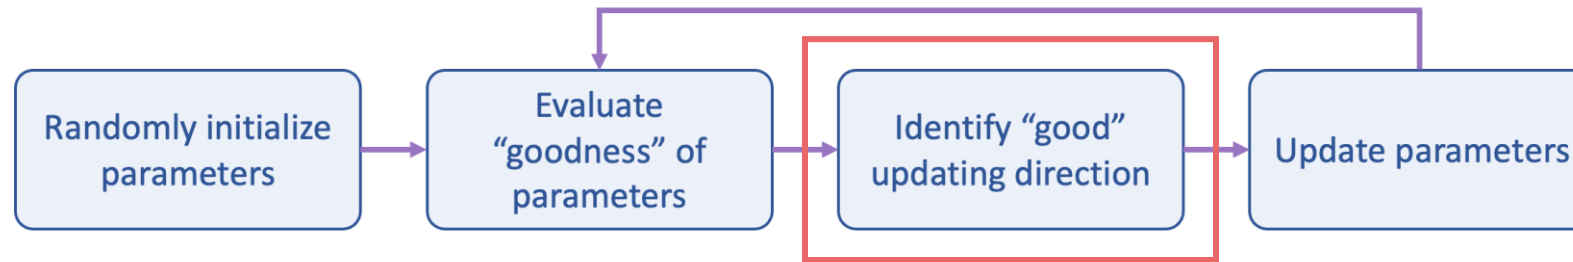 Randomly initialize
parameters
Evaluate
“goodness” of
parameters
Identify “good”
updating direction
Update parameters